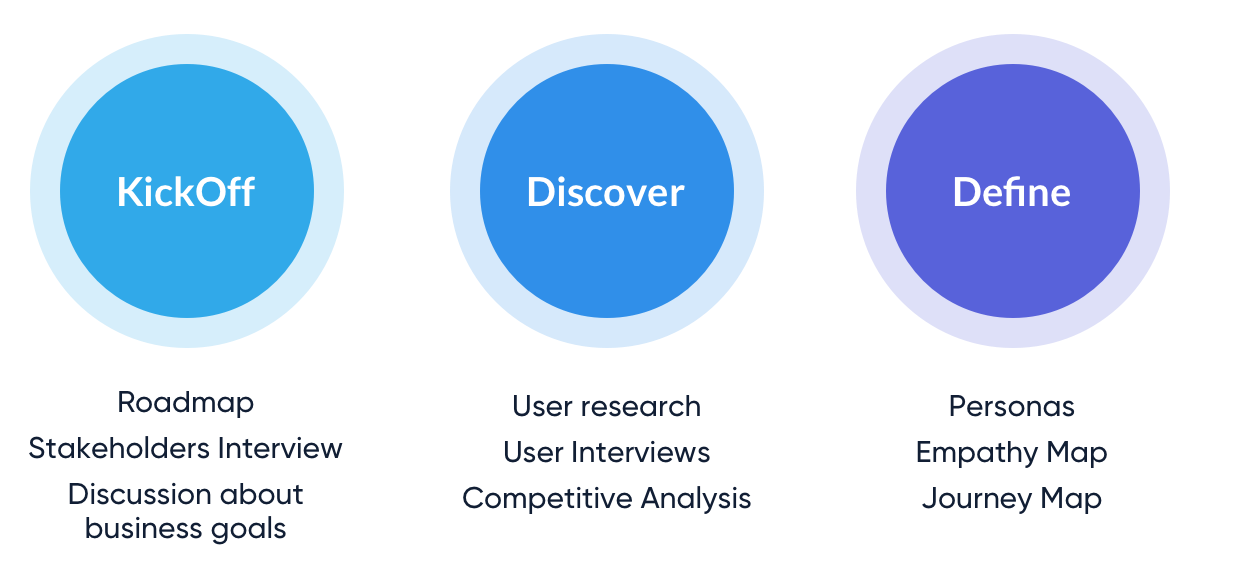 KickOff
Discover
Define
Roadmap
Stakeholders Interview
Discussion about
business goals
User research
User Interviews
Competitive Analysis
Personas
Empathy Map
Journey Map